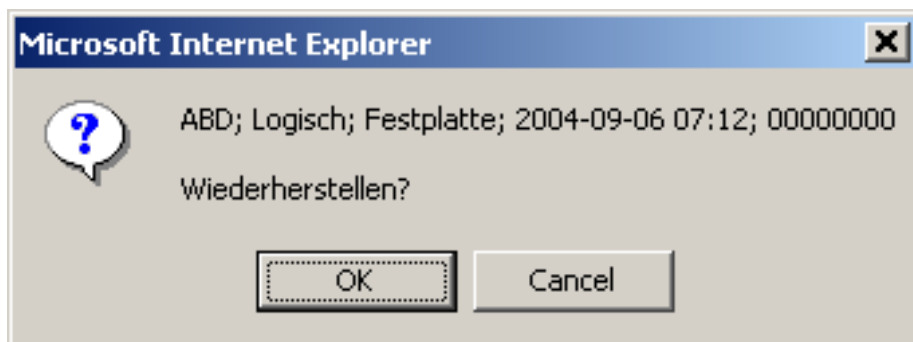 Microsoft Internet Explorer
ABD; Logisch; Festplatte; 2004-09-06 07:12; 00000000
Wiederherstellen?
OK
Cancel